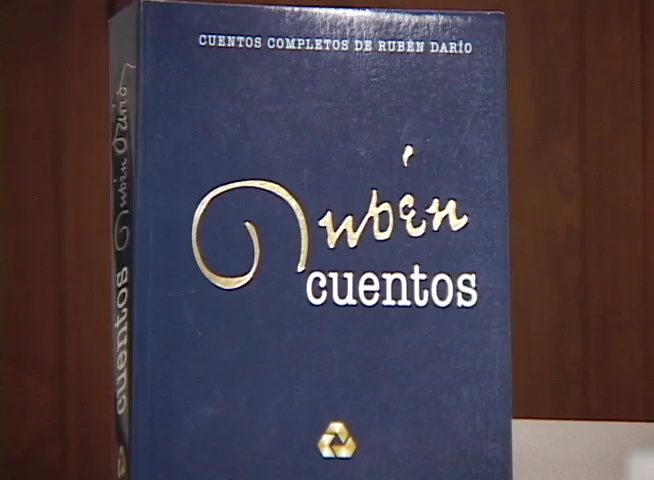 CUENTOS COMPLETOS DE RUBÉN DARÍO
Rubén
cuentos
cuentos Rubén Darío